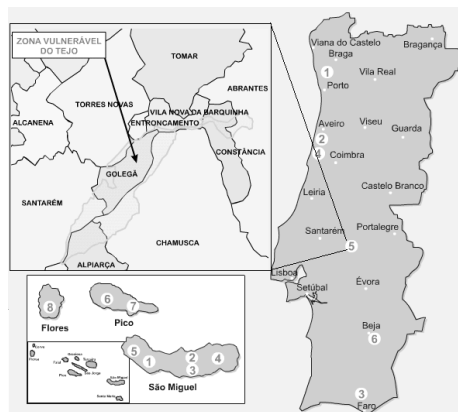 ZONA VULNERÁVEL
DO TEJO
TOMAR
ABRANTES
TORRES NOVAS
VILA NOVA DA BARQUINHA
ENTRONCAMENTO
ALCANENA
CONSTÂNCIA
GOLEGÃ
SANTARÉM
CHAMUSCA
ALPIARÇA
Viana do Castelo
Bragança
Braga
1
Vila Real
Porto
Aveiro
Viseu
2
Guarda
4
Coimbra
Leiria
Castelo Branco
Santarém
Portalegre
5
Lisboa
Setúbal
Évora
Beja
6
3
Faro
8
Flores
6
7
Pico
5
1
2
3
4
São Miguel